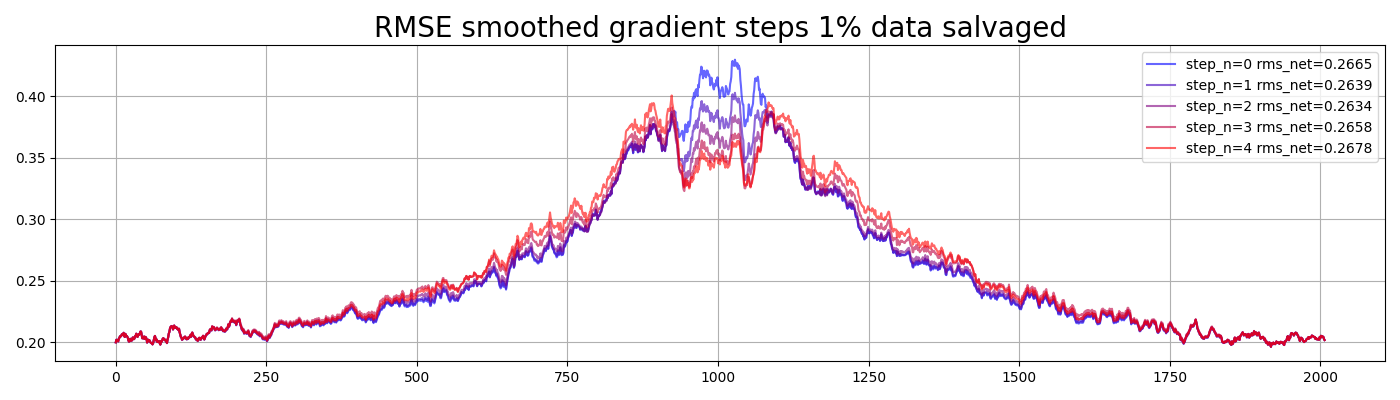 RMSE smoothed gradient steps 1% data salvaged
step_n=0 rms_net=0.2665
step_n=1 rms_net=0.2639
step_n=2 rms_net=0.2634
step_n=3 rms_net=0.2658
step_n=4 rms_net=0.2678
0.40
0.35
0.30
0.25
0.20
0 250 500 750 1000 1250 1500 1750 2000